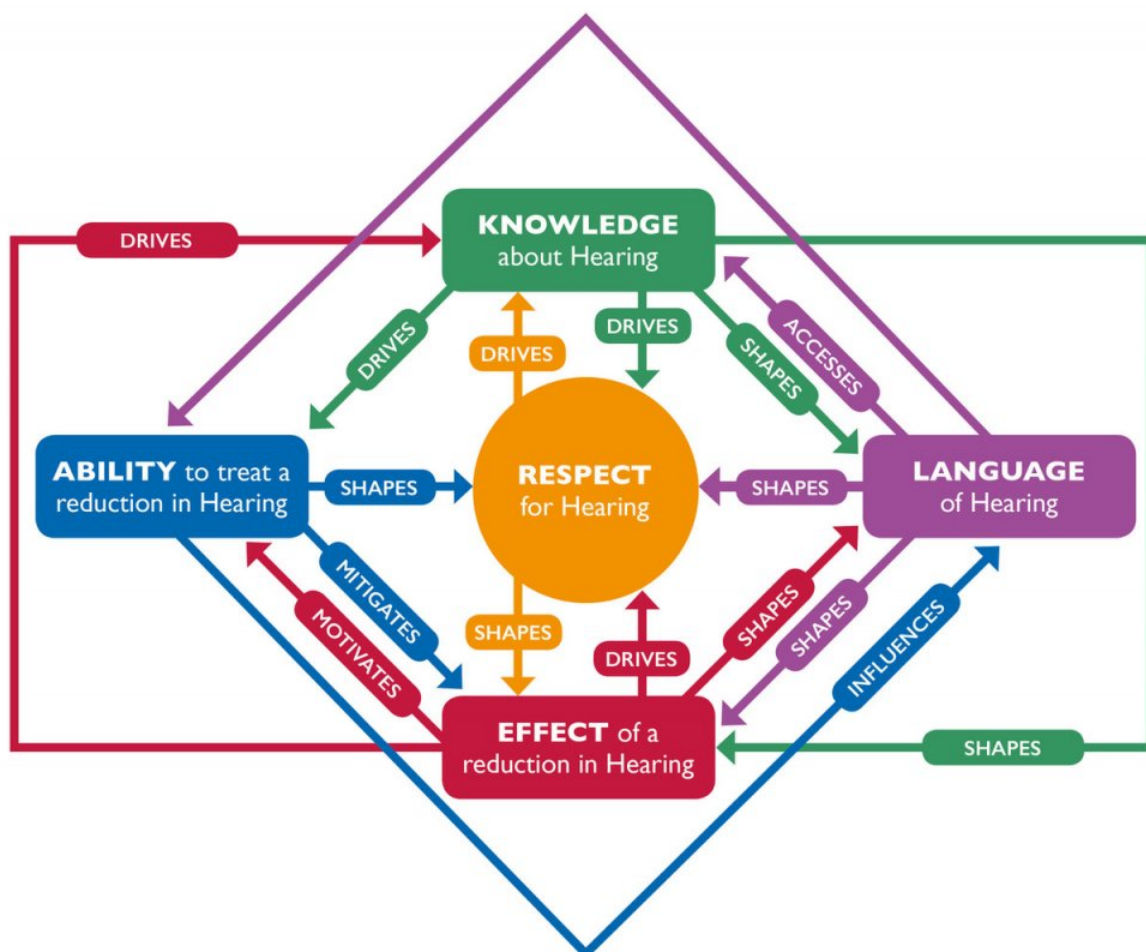 KNOWLEDGE
about Hearing
DRIVES
DRIVES
DRIVES
DRIVES
SHAPES
ACCESSES
ABILITY to treat a
reduction in Hearing
SHAPES
RESPECT
for Hearing
SHAPES
LANGUAGE
of Hearing
MITIGATES
MOTIVATES
SHAPES
DRIVES
SHAPES
SHAPES
INFLUENCES
EFFECT of a
reduction in Hearing
SHAPES